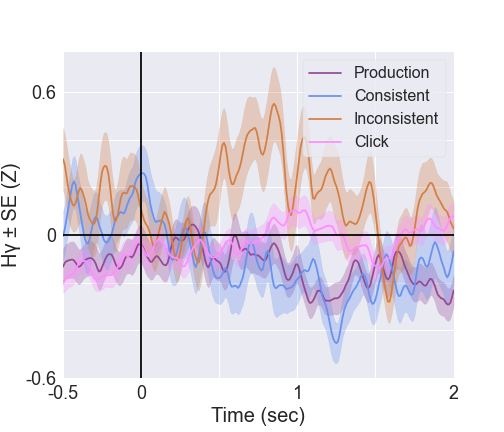 Production
Consistent
Inconsistent
Click
0.6
0
-0.6
Hγ ± SE (Z)
-0.5
0
1
2
Time (sec)